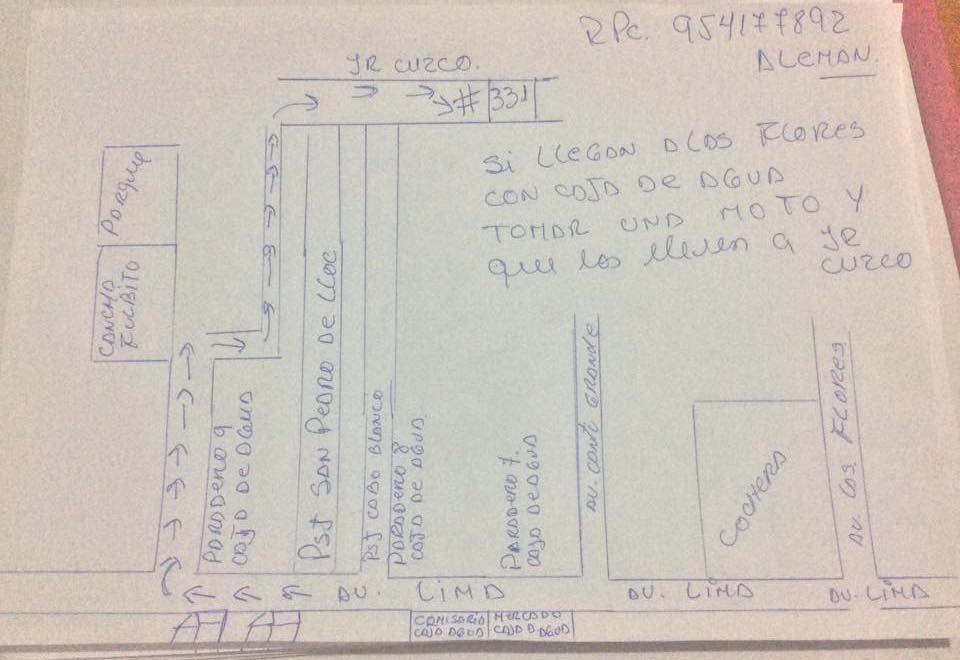 RPC. 954177892
ALEMAN.
JR CUZCO.
# 331
SI LLEGAN A LOS FLORES
CON CAJA DE AGUA
TOMAR UNA MOTO Y
que los lleven a JR
CUZCO
Parque
CANCHA
FULBITO
PARADERO 9
CAJA DE AGUA
PSJ SAN PEDRO DE LLOC
PSJ CABO BLANCO
PARADERO 8
CAJA DE AGUA
PARADERO 7.
CAJA DE AGUA
AV. CANTO GRANDE
COCHERA
AV. LOS FLORES
AV. LIMA
AV. LIMA
AV. LIMA
COMISARIA
CAJA AGUA
MERCADO
CAJA D AGUA